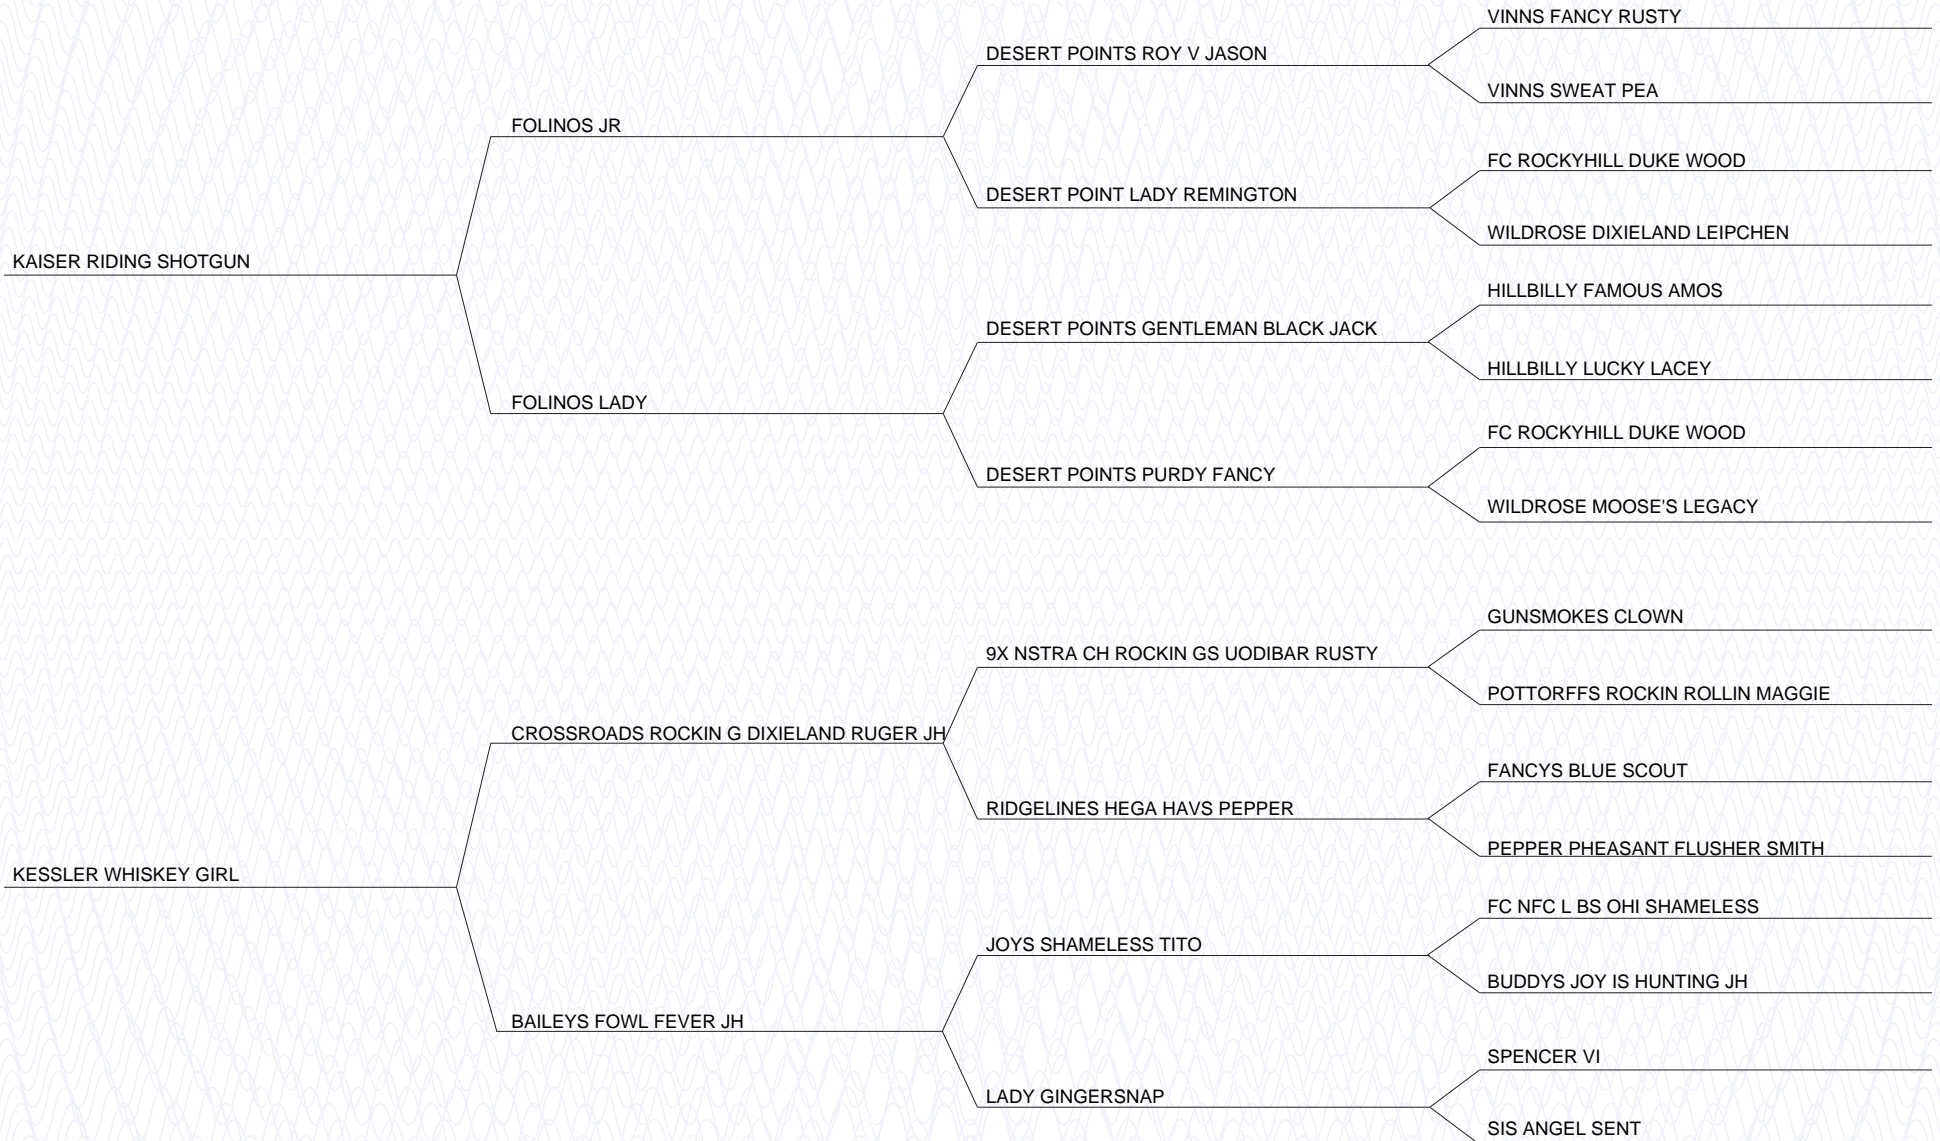 VINNS FANCY RUSTY
DESERT POINTS ROY V JASON
VINNS SWEAT PEA
FOLINOS JR
FC ROCKYHILL DUKE WOOD
DESERT POINT LADY REMINGTON
WILDROSE DIXIELAND LEIPCHEN
KAISER RIDING SHOTGUN
HILLBILLY FAMOUS AMOS
DESERT POINTS GENTLEMAN BLACK JACK
HILLBILLY LUCKY LACEY
FOLINOS LADY
FC ROCKYHILL DUKE WOOD
DESERT POINTS PURDY FANCY
WILDROSE MOOSE'S LEGACY
GUNSMOKES CLOWN
9X NSTRA CH ROCKIN GS UODIBAR RUSTY
POTTORFFS ROCKIN ROLLIN MAGGIE
CROSSROADS ROCKIN G DIXIELAND RUGER JH
FANCYS BLUE SCOUT
RIDGELINES HEGA HAVS PEPPER
PEPPER PHEASANT FLUSHER SMITH
KESSLER WHISKEY GIRL
FC NFC L BS OHI SHAMELESS
JOYS SHAMELESS TITO
BUDDYS JOY IS HUNTING JH
BAILEYS FOWL FEVER JH
SPENCER VI
LADY GINGERSNAP
SIS ANGEL SENT